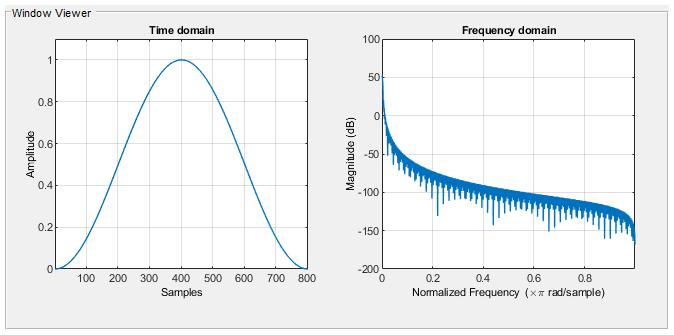 Window Viewer
Time domain
1
0.8
0.6
0.4
0.2
0
Amplitude
100 200 300 400 500 600 700 800
Samples
Frequency domain
100
50
0
-50
-100
-150
-200
Magnitude (dB)
0 0.2 0.4 0.6 0.8
Normalized Frequency (×π rad/sample)